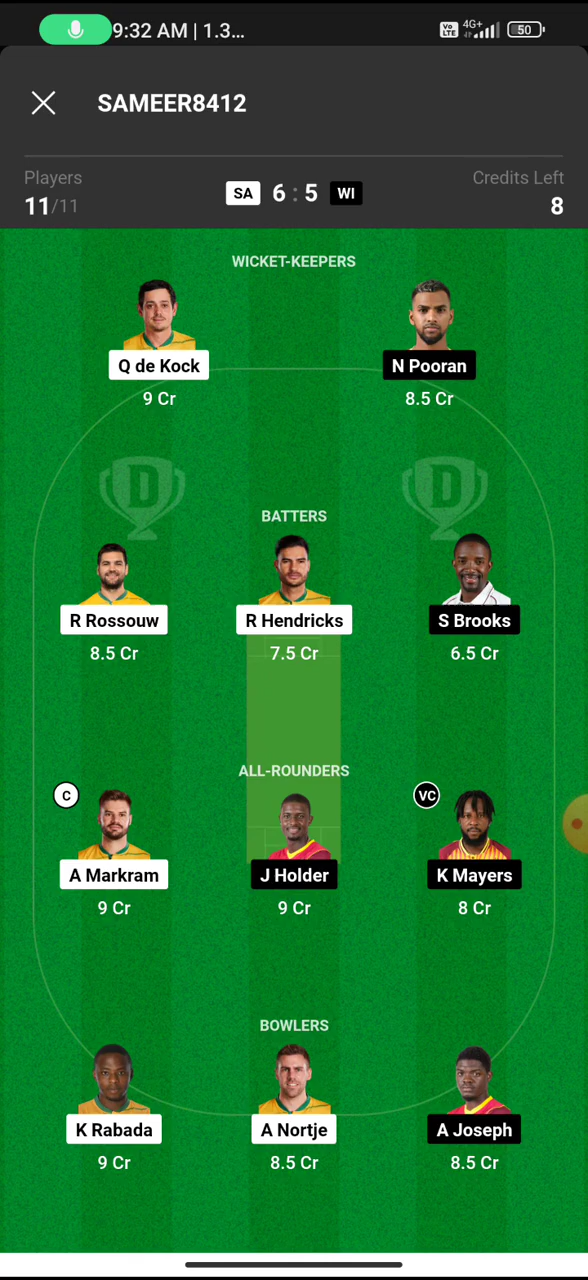 9:32 AM | 1.3...
Vo LTE 4G+ 50
SAMEER8412
Players
Credits Left
11/11
SA 6 : 5 WI
8
WICKET-KEEPERS
Q de Kock N Pooran
9 Cr 8.5 Cr
D D
BATTERS
R Rossouw R Hendricks S Brooks
8.5 Cr 7.5 Cr 6.5 Cr
ALL-ROUNDERS
C VC
A Markram J Holder K Mayers
9 Cr 9 Cr 8 Cr
BOWLERS
K Rabada A Nortje A Joseph
9 Cr 8.5 Cr 8.5 Cr